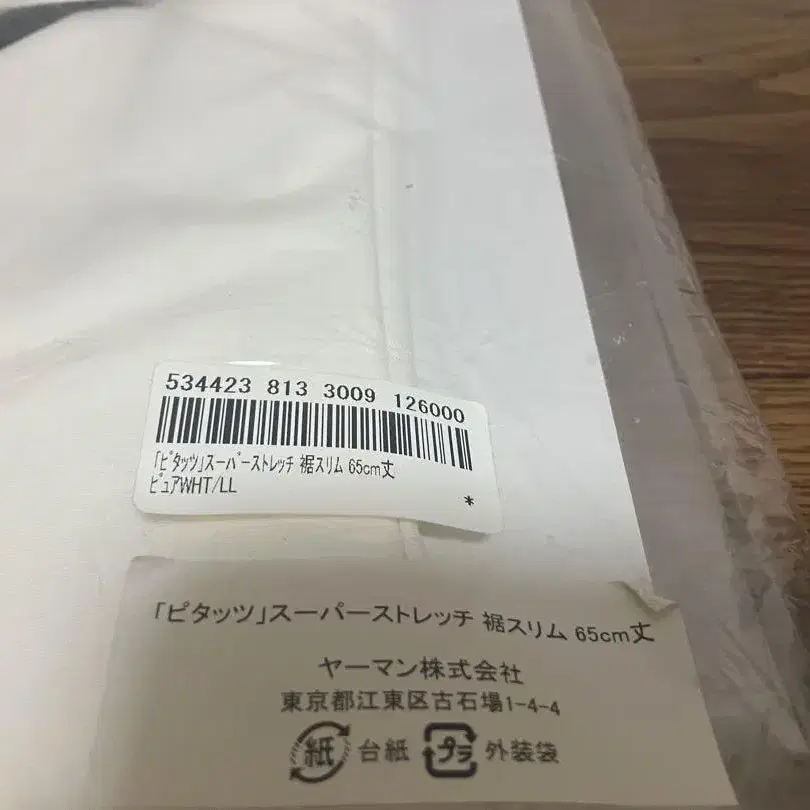 534423 813 3009 126000
｢ﾋﾟﾀｯﾂ｣ｽｰﾊﾟｰｽﾄﾚｯﾁ 裾ｽﾘﾑ 65cm丈
ﾋﾟｭｱWHT/LL
*
「ピタッツ」スーパーストレッチ 裾スリム 65cm丈
ヤーマン株式会社
東京都江東区古石場1-4-4
紙 台紙 プラ 外装袋